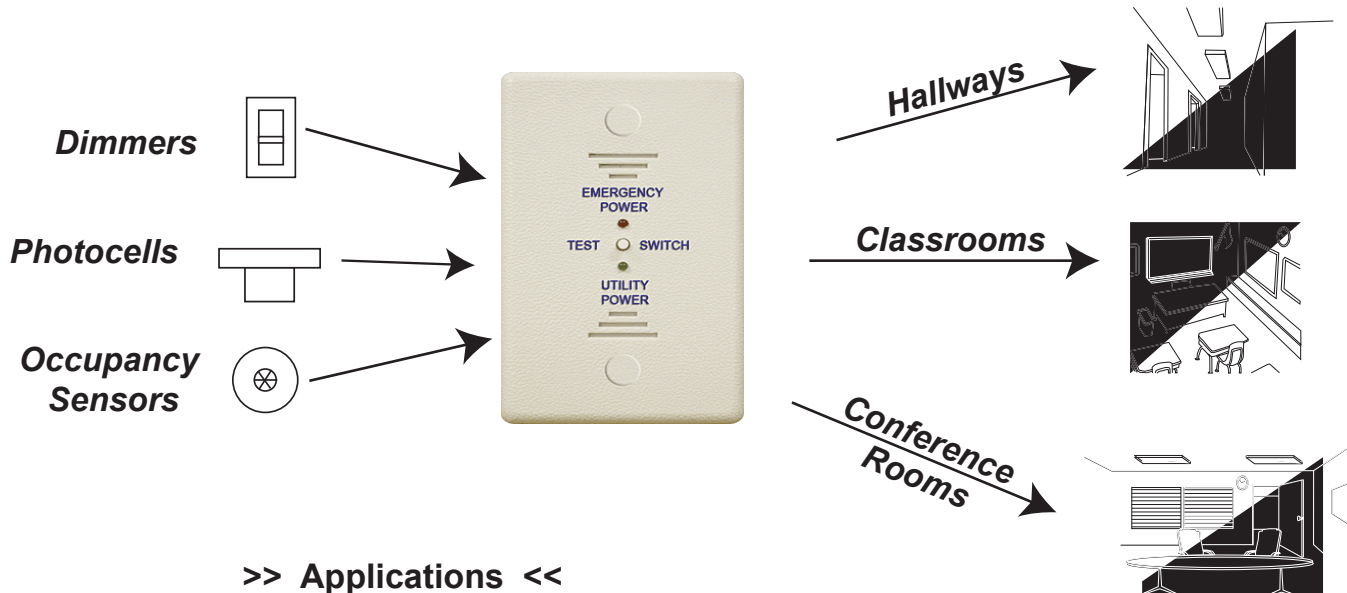 Dimmers
Photocells
Occupancy
Sensors
EMERGENCY
POWER
TEST SWITCH
UTILITY
POWER
Hallways
Classrooms
Conference
Rooms
>> Applications <<